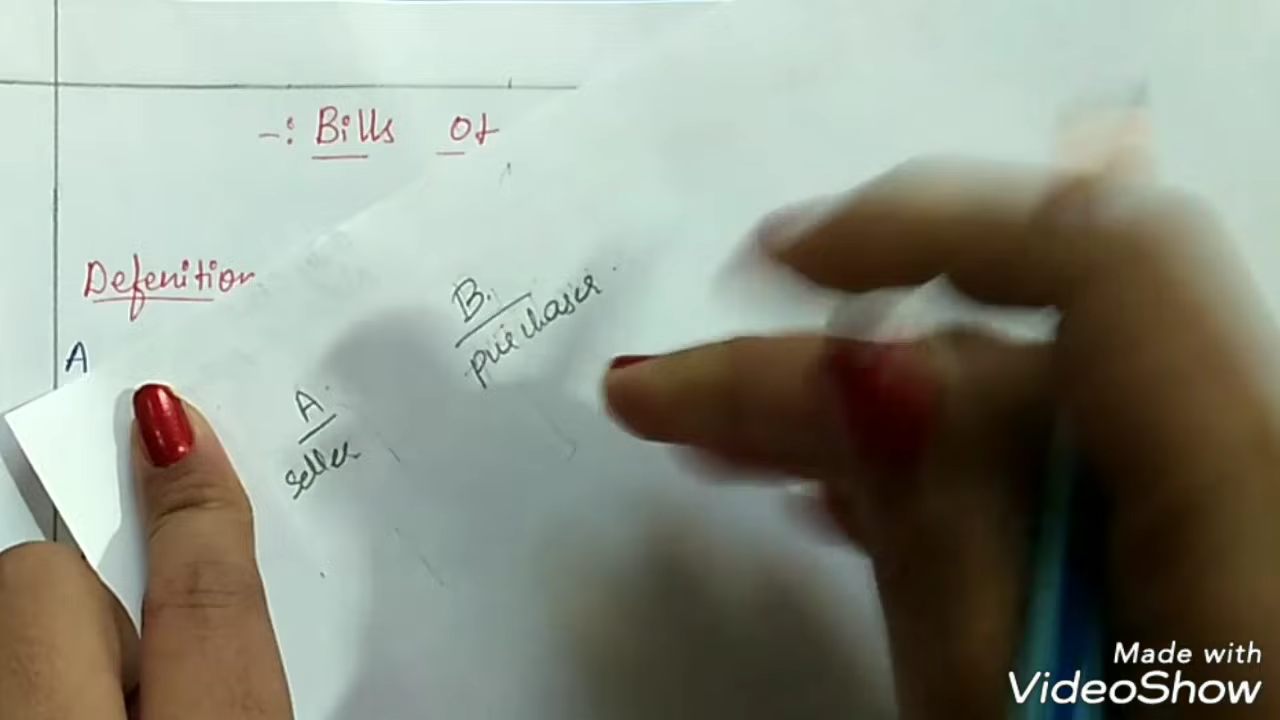 -: Bills Of
Defenition
A
B.
purchaser.
A
seller
Made with
VideoShow